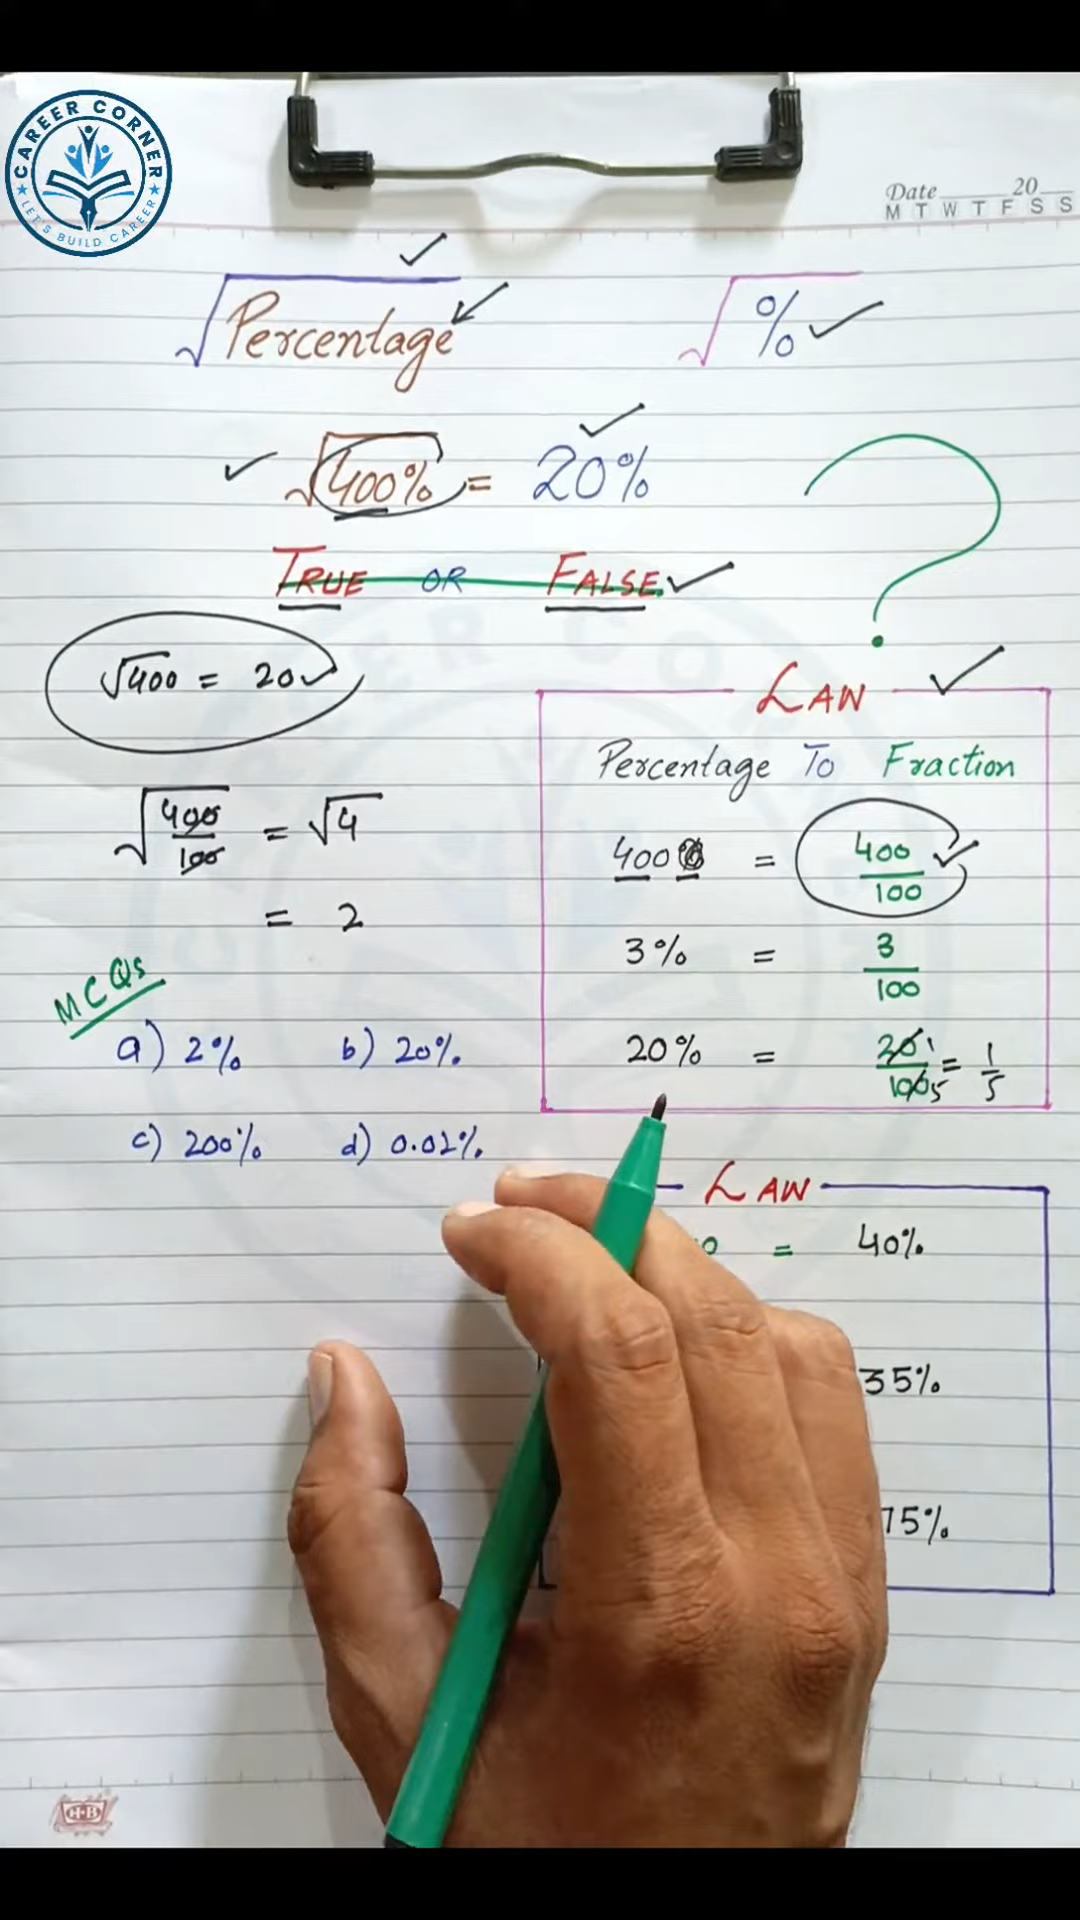 CAREER CORNER
LET'S BUILD CAREER
Date 20
M T W T F S S
√Percentage √%
√400% = 20%
TRUE OR FALSE
?
√400 = 20
LAW
Percentage To Fraction
√400/100 = √4
= 2
400% = 400/100
3% = 3/100
20% = 20/100 = 1/5
MCQs
a) 2% b) 20%
c) 200% d) 0.02%
LAW
= 40%
35%
75%